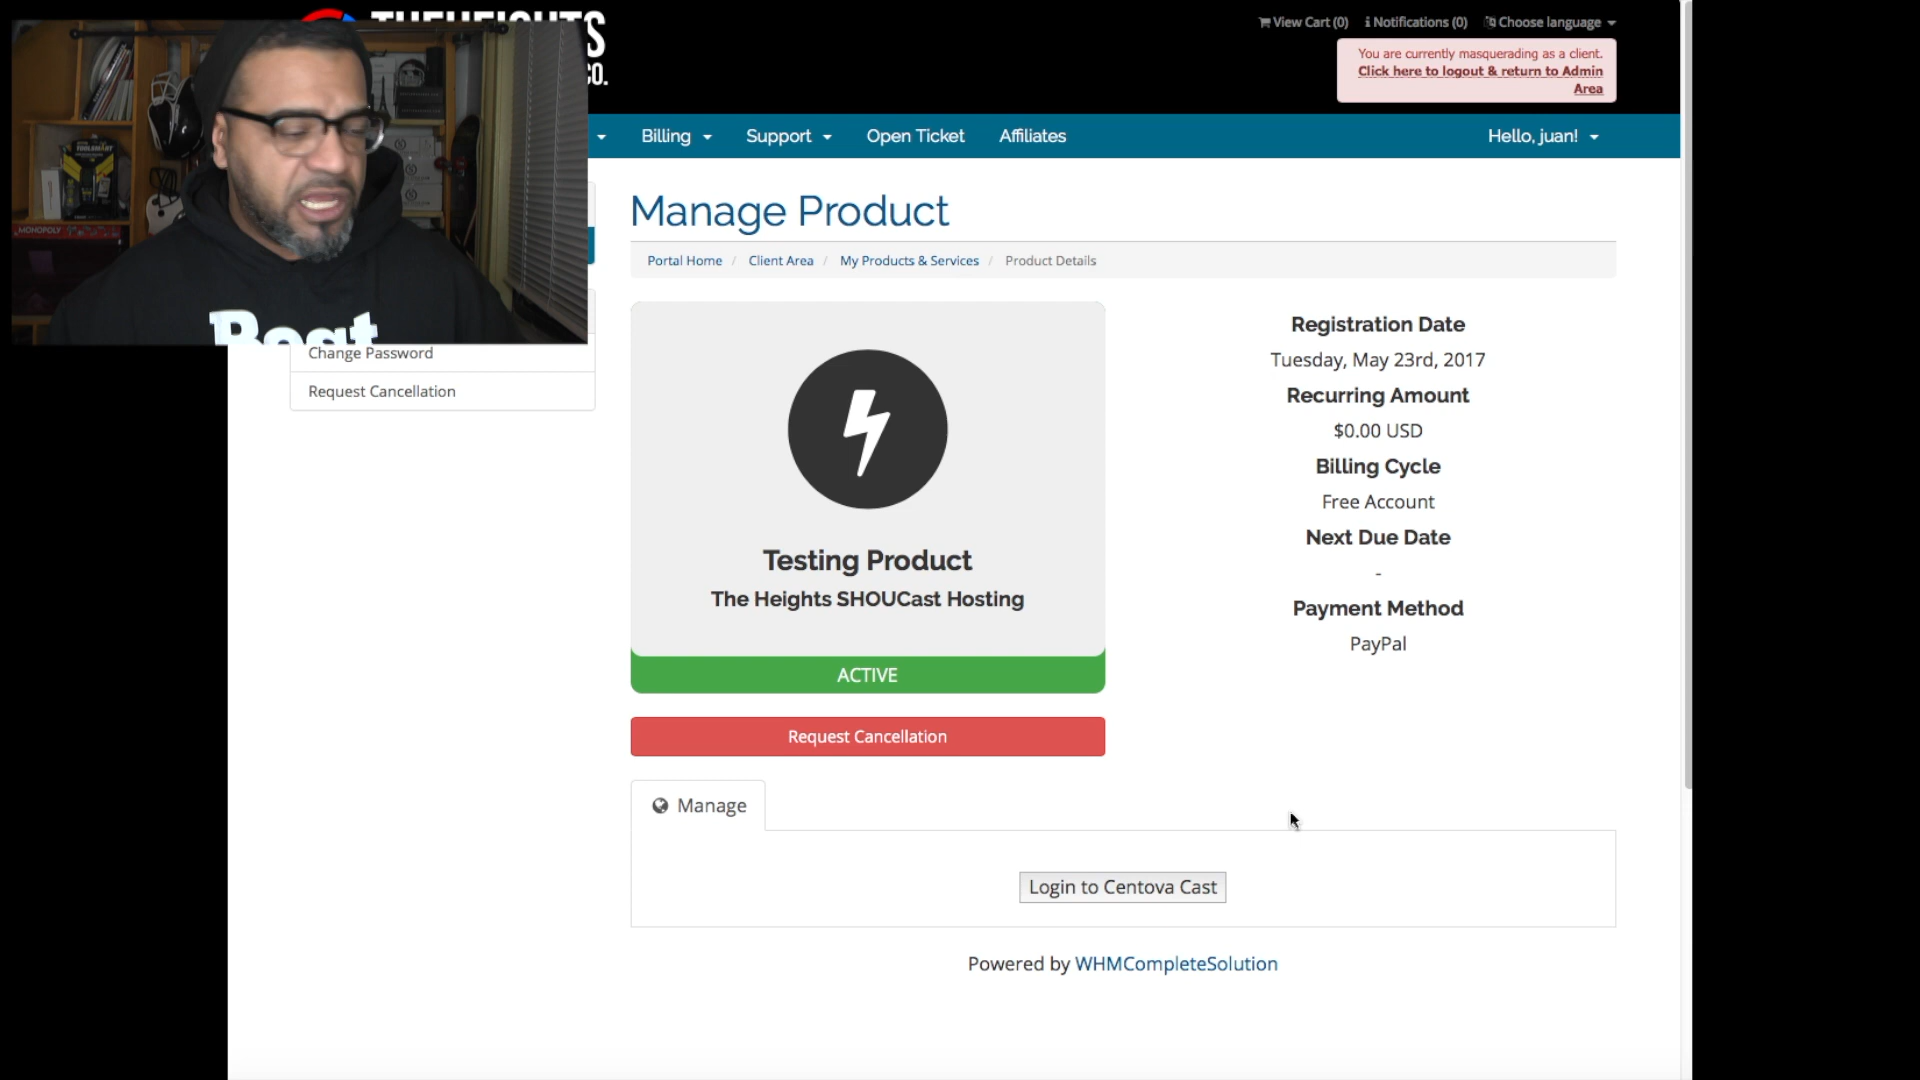 THEHEIGHTS
CO.
View Cart (0) Notifications (0) Choose language
You are currently masquerading as a client.
Click here to logout & return to Admin
Area
Billing Support Open Ticket Affiliates Hello, juan!
MONOPOLY
Manage Product
Portal Home / Client Area / My Products & Services / Product Details
Change Password
Request Cancellation
Testing Product
The Heights SHOUCast Hosting
ACTIVE
Request Cancellation
Registration Date
Tuesday, May 23rd, 2017
Recurring Amount
$0.00 USD
Billing Cycle
Free Account
Next Due Date
-
Payment Method
PayPal
Manage
Login to Centova Cast
Powered by WHMCompleteSolution